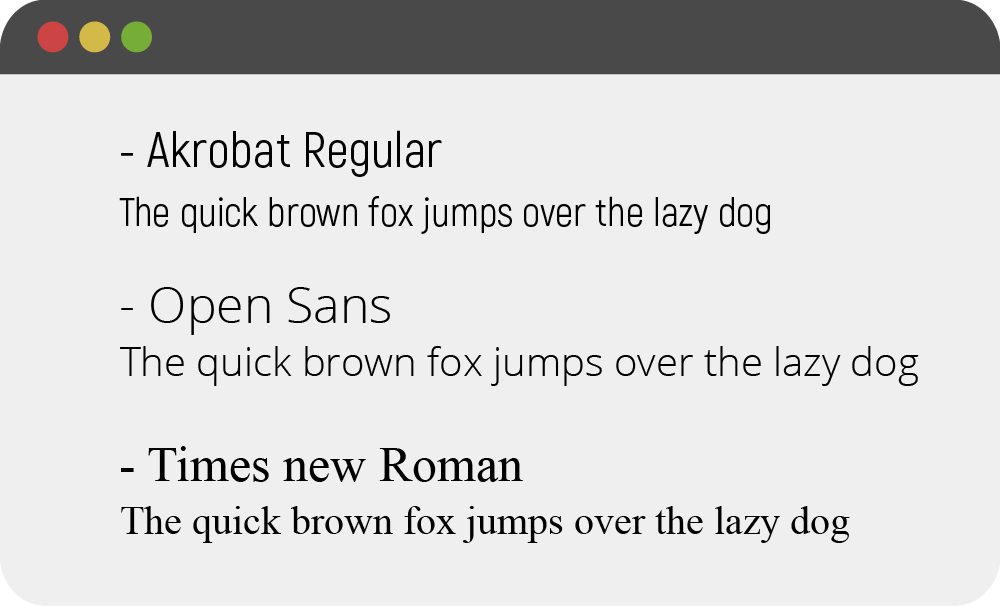 - Akrobat Regular
The quick brown fox jumps over the lazy dog
- Open Sans
The quick brown fox jumps over the lazy dog
- Times new Roman
The quick brown fox jumps over the lazy dog